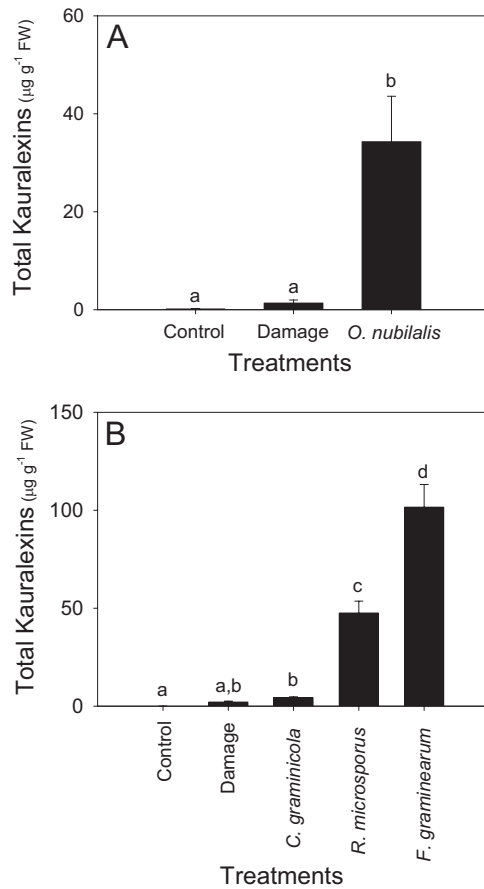 A
Total Kauralexins (μg g-1 FW)
60
40
20
0
a
a
b
Control
Damage
O. nubilalis
Treatments
B
Total Kauralexins (μg g-1 FW)
150
100
50
0
a
a,b
b
c
d
Control
Damage
C. graminicola
R. microsporus
F. graminearum
Treatments